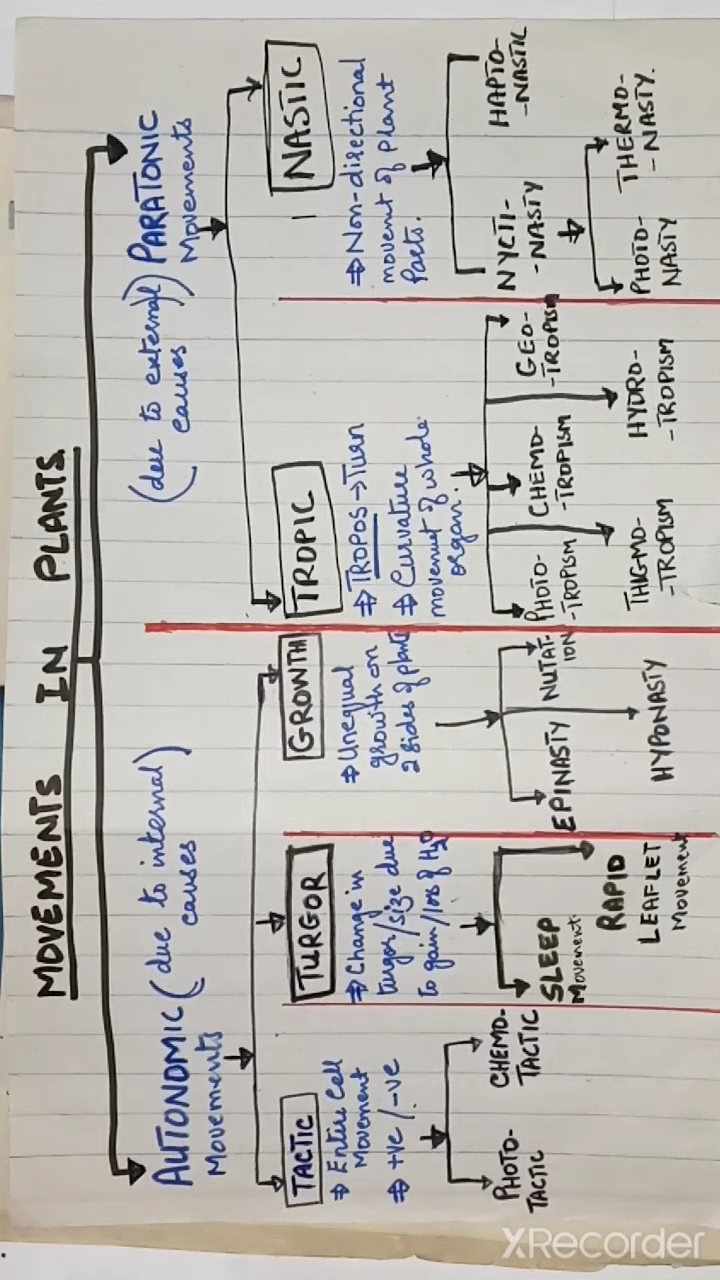 MOVEMENTS IN PLANTS
AUTONOMIC (due to internal
Movements causes
)
(due to external) PARATONIC
causes Movements
TACTIC
⇒ Entire Cell
Movement
⇒ +ve/-ve
PHOTO-
TACTIC
CHEMO-
TACTIC
TURGOR
⇒ Change in
turgor/size due
to gain/loss of H2O
SLEEP
Movement
RAPID
LEAFLET
Movement
GROWTH
⇒ Unequal
growth on
2 sides of plant
EPINASTY
NUTAT-
ION
HYPONASTY
TROPIC
⇒ TROPOS → Turn
⇒ Curvature
movemnt of whole
organ.
PHOTO-
-TROPISM
CHEMO-
-TROPISM
GEO-
-TROPISM
THIGMO-
-TROPISM
HYDRO-
-TROPISM
NASTIC
⇒ Non-directional
movemnt of plant
Parts.
NYCTI-
-NASTY
HAPTO-
-NASTIC
PHOTO-
NASTY
THERMO-
-NASTY.
XRecorder